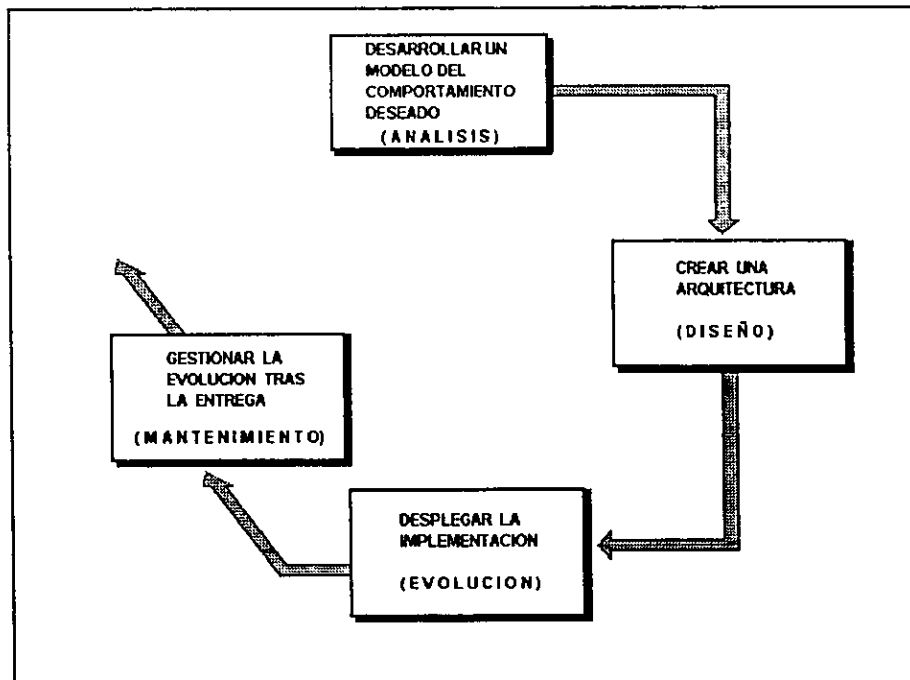 DESARROLLAR UN
MODELO DEL
COMPORTAMIENTO
DESEADO
(ANALISIS)
CREAR UNA
ARQUITECTURA
(DISEÑO)
DESPLEGAR LA
IMPLEMENTACION
(EVOLUCION)
GESTIONAR LA
EVOLUCION TRAS
LA ENTREGA
(MANTENIMIENTO)